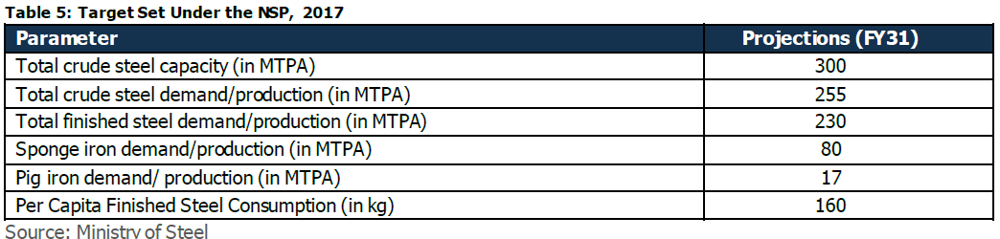 Table 5: Target Set Under the NSP, 2017
Parameter Projections (FY31)
Total crude steel capacity (in MTPA) 300
Total crude steel demand/production (in MTPA) 255
Total finished steel demand/production (in MTPA) 230
Sponge iron demand/production (in MTPA) 80
Pig iron demand/ production (in MTPA) 17
Per Capita Finished Steel Consumption (in kg) 160
Source: Ministry of Steel